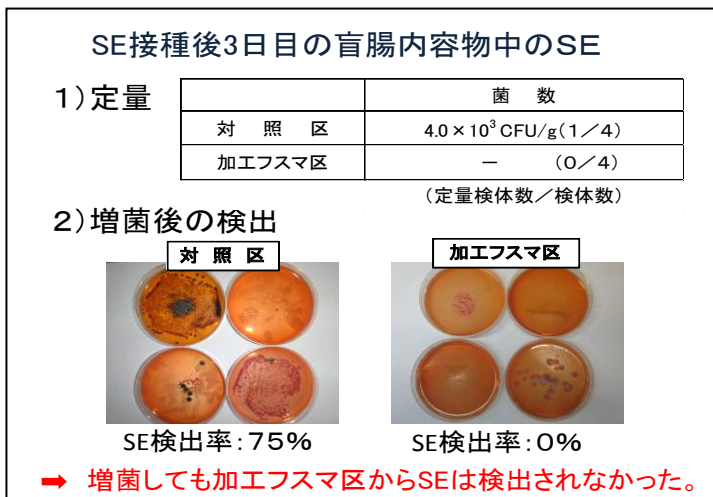 SE接種後3日目の盲腸内容物中のSE
1)定量
菌 数
対 照 区 4.0×10³CFU/g(1/4)
加工フスマ区 － (0/4)
(定量検体数/検体数)
2)増菌後の検出
対 照 区 加工フスマ区
SE検出率:75% SE検出率:0%
➡ 増菌しても加工フスマ区からSEは検出されなかった。